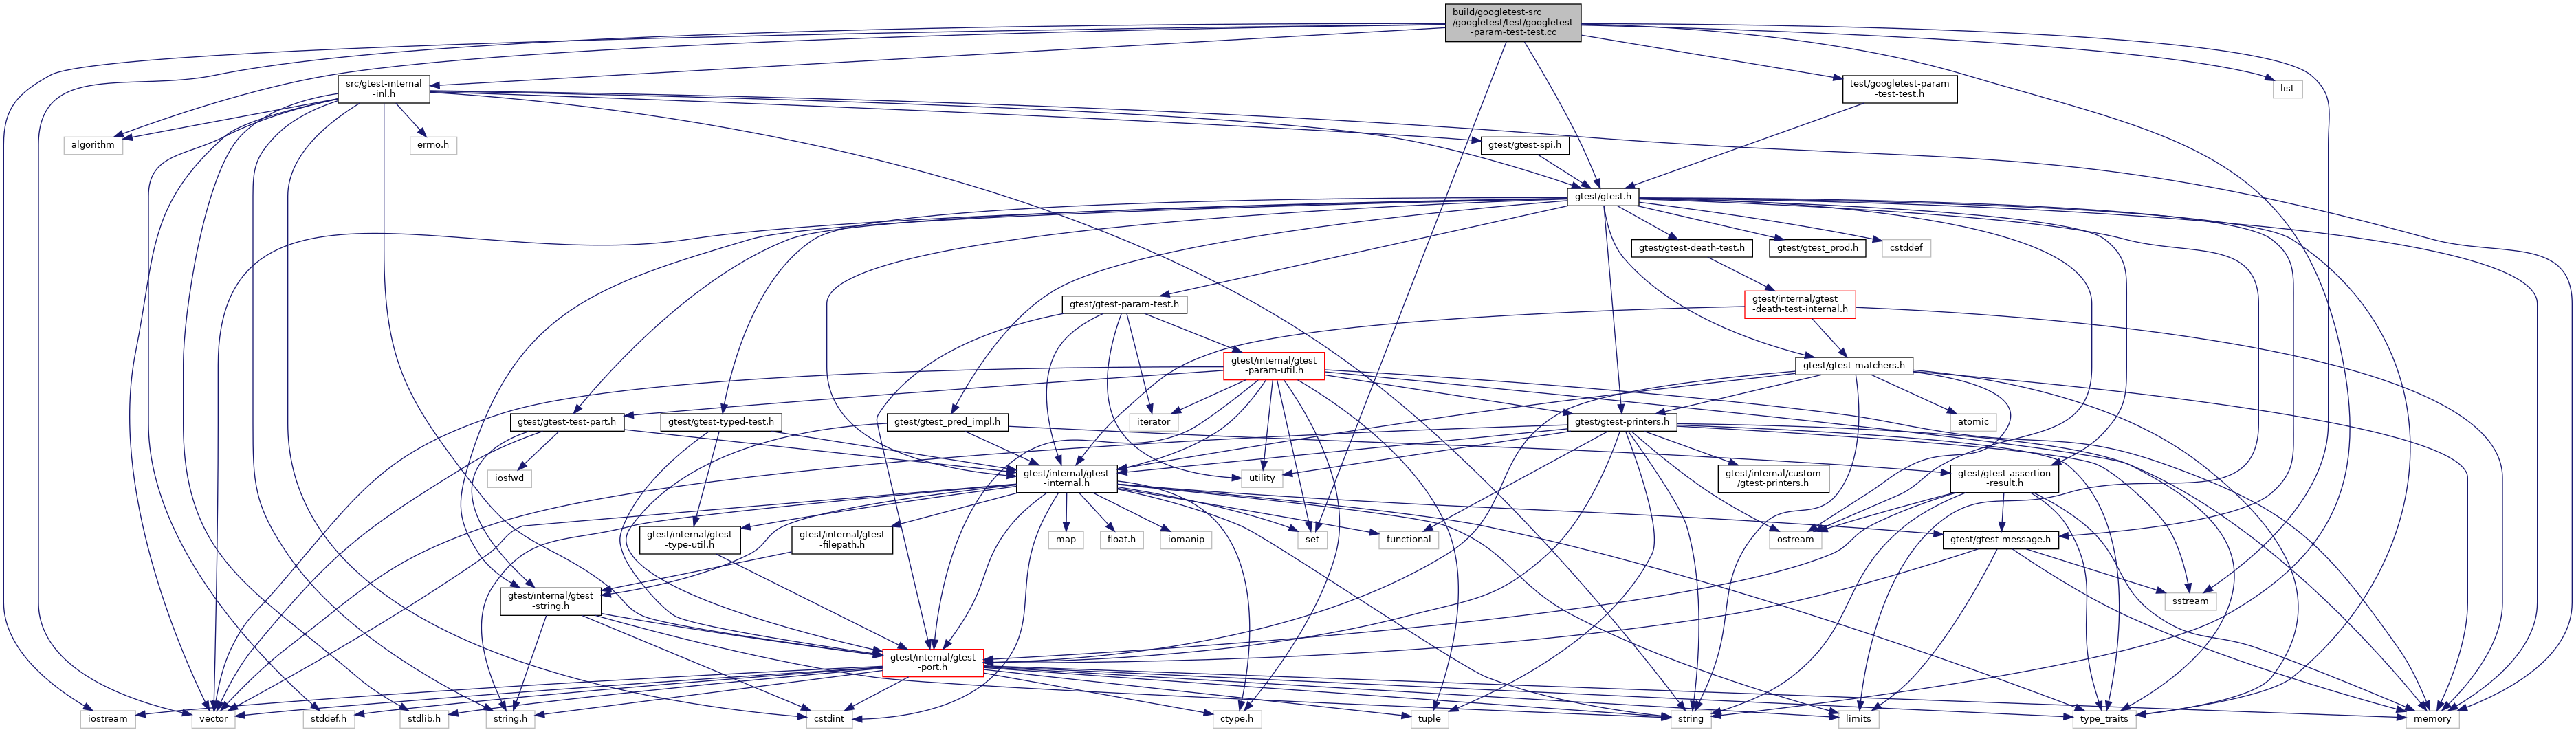 build/googletest-src
/googletest/test/googletest
-param-test-test.cc
src/gtest-internal
-inl.h
test/googletest-param
-test-test.h
list
algorithm
errno.h
gtest/gtest-spi.h
gtest/gtest.h
gtest/gtest-death-test.h
gtest/gtest_prod.h
cstddef
gtest/gtest-param-test.h
gtest/internal/gtest
-death-test-internal.h
gtest/internal/gtest
-param-util.h
gtest/gtest-matchers.h
gtest/gtest-test-part.h
gtest/gtest-typed-test.h
gtest/gtest_pred_impl.h
iterator
gtest/gtest-printers.h
atomic
iosfwd
gtest/internal/gtest
-internal.h
utility
gtest/internal/custom
/gtest-printers.h
gtest/gtest-assertion
-result.h
gtest/internal/gtest
-type-util.h
gtest/internal/gtest
-filepath.h
map
float.h
iomanip
set
functional
ostream
gtest/gtest-message.h
gtest/internal/gtest
-string.h
sstream
gtest/internal/gtest
-port.h
iostream
vector
stddef.h
stdlib.h
string.h
cstdint
ctype.h
tuple
string
limits
type_traits
memory